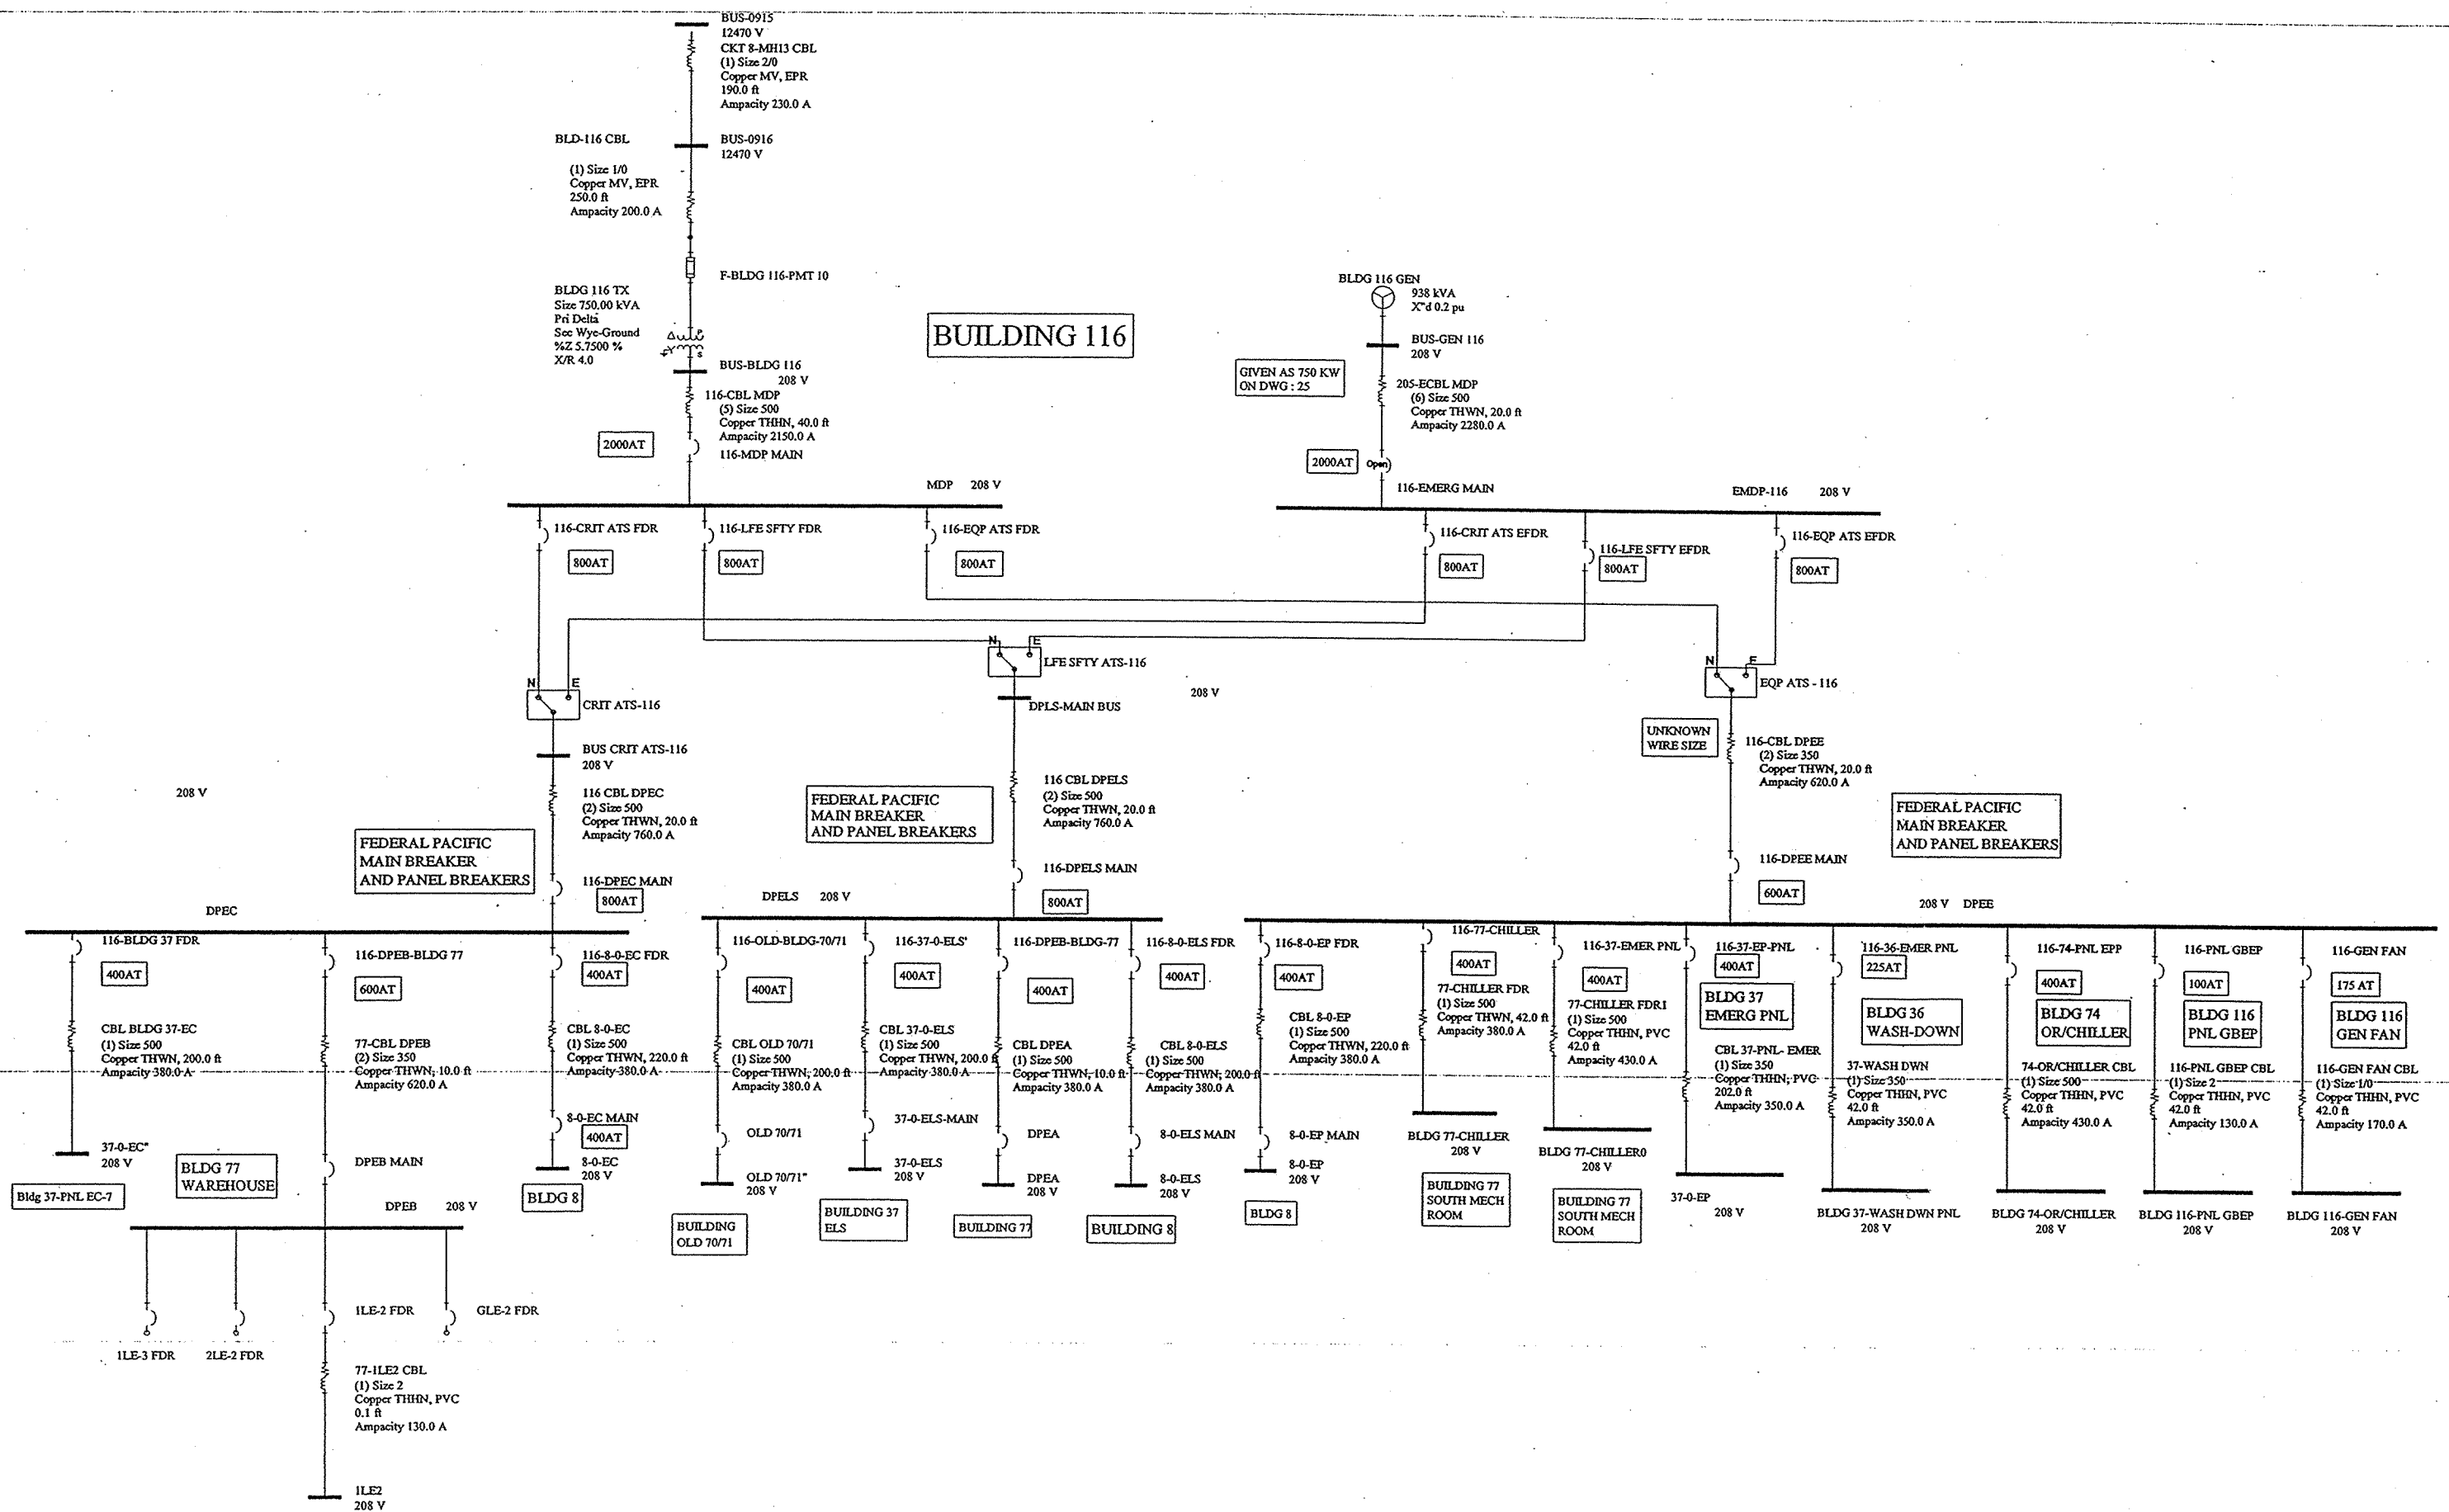 BUS-0915
12470 V
CKT 8-MH13 CBL
(1) Size 2/0
Copper MV, EPR
190.0 ft
Ampacity 230.0 A
BLD-116 CBL
(1) Size 1/0
Copper MV, EPR
250.0 ft
Ampacity 200.0 A
BUS-0916
12470 V
F-BLDG 116-PMT 10
BLDG 116 TX
Size 750.00 kVA
Pri Delta
Sec Wye-Ground
%Z 5.7500 %
X/R 4.0
P
S
BUS-BLDG 116
208 V
116-CBL MDP
(5) Size 500
Copper THHN, 40.0 ft
Ampacity 2150.0 A
2000AT
116-MDP MAIN
BUILDING 116
BLDG 116 GEN
938 kVA
X"d 0.2 pu
BUS-GEN 116
208 V
GIVEN AS 750 KW
ON DWG : 25
205-ECBL MDP
(6) Size 500
Copper THWN, 20.0 ft
Ampacity 2280.0 A
2000AT
Open
116-EMERG MAIN
MDP 208 V
EMDP-116 208 V
116-CRIT ATS FDR
800AT
116-LFE SFTY FDR
800AT
116-EQP ATS FDR
800AT
116-CRIT ATS EFDR
800AT
116-LFE SFTY EFDR
800AT
116-EQP ATS EFDR
800AT
N E
CRIT ATS-116
N E
LFE SFTY ATS-116
N E
EQP ATS - 116
BUS CRIT ATS-116
208 V
DPLS-MAIN BUS
208 V
UNKNOWN
WIRE SIZE
116-CBL DPEE
(2) Size 350
Copper THWN, 20.0 ft
Ampacity 620.0 A
208 V
116 CBL DPEC
(2) Size 500
Copper THWN, 20.0 ft
Ampacity 760.0 A
FEDERAL PACIFIC
MAIN BREAKER
AND PANEL BREAKERS
116-DPEC MAIN
800AT
FEDERAL PACIFIC
MAIN BREAKER
AND PANEL BREAKERS
116 CBL DPELS
(2) Size 500
Copper THWN, 20.0 ft
Ampacity 760.0 A
116-DPELS MAIN
800AT
FEDERAL PACIFIC
MAIN BREAKER
AND PANEL BREAKERS
116-DPEE MAIN
600AT
DPEC
DPELS 208 V
208 V DPEE
116-BLDG 37 FDR
400AT
CBL BLDG 37-EC
(1) Size 500
Copper THWN, 200.0 ft
Ampacity 380.0 A
37-0-EC"
208 V
Bldg 37-PNL EC-7
116-DPEB-BLDG 77
600AT
77-CBL DPEB
(2) Size 350
Copper THWN, 10.0 ft
Ampacity 620.0 A
DPEB MAIN
BLDG 77
WAREHOUSE
DPEB 208 V
116-8-0-EC FDR
400AT
CBL 8-0-EC
(1) Size 500
Copper THWN, 220.0 ft
Ampacity 380.0 A
8-0-EC MAIN
400AT
8-0-EC
208 V
BLDG 8
116-OLD-BLDG-70/71
400AT
CBL OLD 70/71
(1) Size 500
Copper THWN, 200.0 ft
Ampacity 380.0 A
OLD 70/71
OLD 70/71"
208 V
BUILDING
OLD 70/71
116-37-0-ELS'
400AT
CBL 37-0-ELS
(1) Size 500
Copper THWN, 200.0 ft
Ampacity 380.0 A
37-0-ELS-MAIN
37-0-ELS
208 V
BUILDING 37
ELS
116-DPEB-BLDG-77
400AT
CBL DPEA
(1) Size 500
Copper THWN, 10.0 ft
Ampacity 380.0 A
DPEA
DPEA
208 V
BUILDING 77
116-8-0-ELS FDR
400AT
CBL 8-0-ELS
(1) Size 500
Copper THWN, 200.0 ft
Ampacity 380.0 A
8-0-ELS MAIN
8-0-ELS
208 V
BUILDING 8
116-8-0-EP FDR
400AT
CBL 8-0-EP
(1) Size 500
Copper THWN, 220.0 ft
Ampacity 380.0 A
8-0-EP MAIN
8-0-EP
208 V
BLDG 8
116-77-CHILLER
400AT
77-CHILLER FDR
(1) Size 500
Copper THWN, 42.0 ft
Ampacity 380.0 A
BLDG 77-CHILLER
208 V
BUILDING 77
SOUTH MECH
ROOM
116-37-EMER PNL
400AT
77-CHILLER FDR1
(1) Size 500
Copper THHN, PVC
42.0 ft
Ampacity 430.0 A
BLDG 77-CHILLER0
208 V
BUILDING 77
SOUTH MECH
ROOM
116-37-EP-PNL
400AT
BLDG 37
EMERG PNL
CBL 37-PNL- EMER
(1) Size 350
Copper THHN, PVC
202.0 ft
Ampacity 350.0 A
37-0-EP
208 V
116-36-EMER PNL
225AT
BLDG 36
WASH-DOWN
37-WASH DWN
(1) Size 350
Copper THHN, PVC
42.0 ft
Ampacity 350.0 A
BLDG 37-WASH DWN PNL
208 V
116-74-PNL EPP
400AT
BLDG 74
OR/CHILLER
74-OR/CHILLER CBL
(1) Size 500
Copper THHN, PVC
42.0 ft
Ampacity 430.0 A
BLDG 74-OR/CHILLER
208 V
116-PNL GBEP
100AT
BLDG 116
PNL GBEP
116-PNL GBEP CBL
(1) Size 2
Copper THHN, PVC
42.0 ft
Ampacity 130.0 A
BLDG 116-PNL GBEP
208 V
116-GEN FAN
175 AT
BLDG 116
GEN FAN
116-GEN FAN CBL
(1) Size 1/0
Copper THHN, PVC
42.0 ft
Ampacity 170.0 A
BLDG 116-GEN FAN
208 V
1LE-3 FDR
2LE-2 FDR
1LE-2 FDR
GLE-2 FDR
77-1LE2 CBL
(1) Size 2
Copper THHN, PVC
0.1 ft
Ampacity 130.0 A
1LE2
208 V